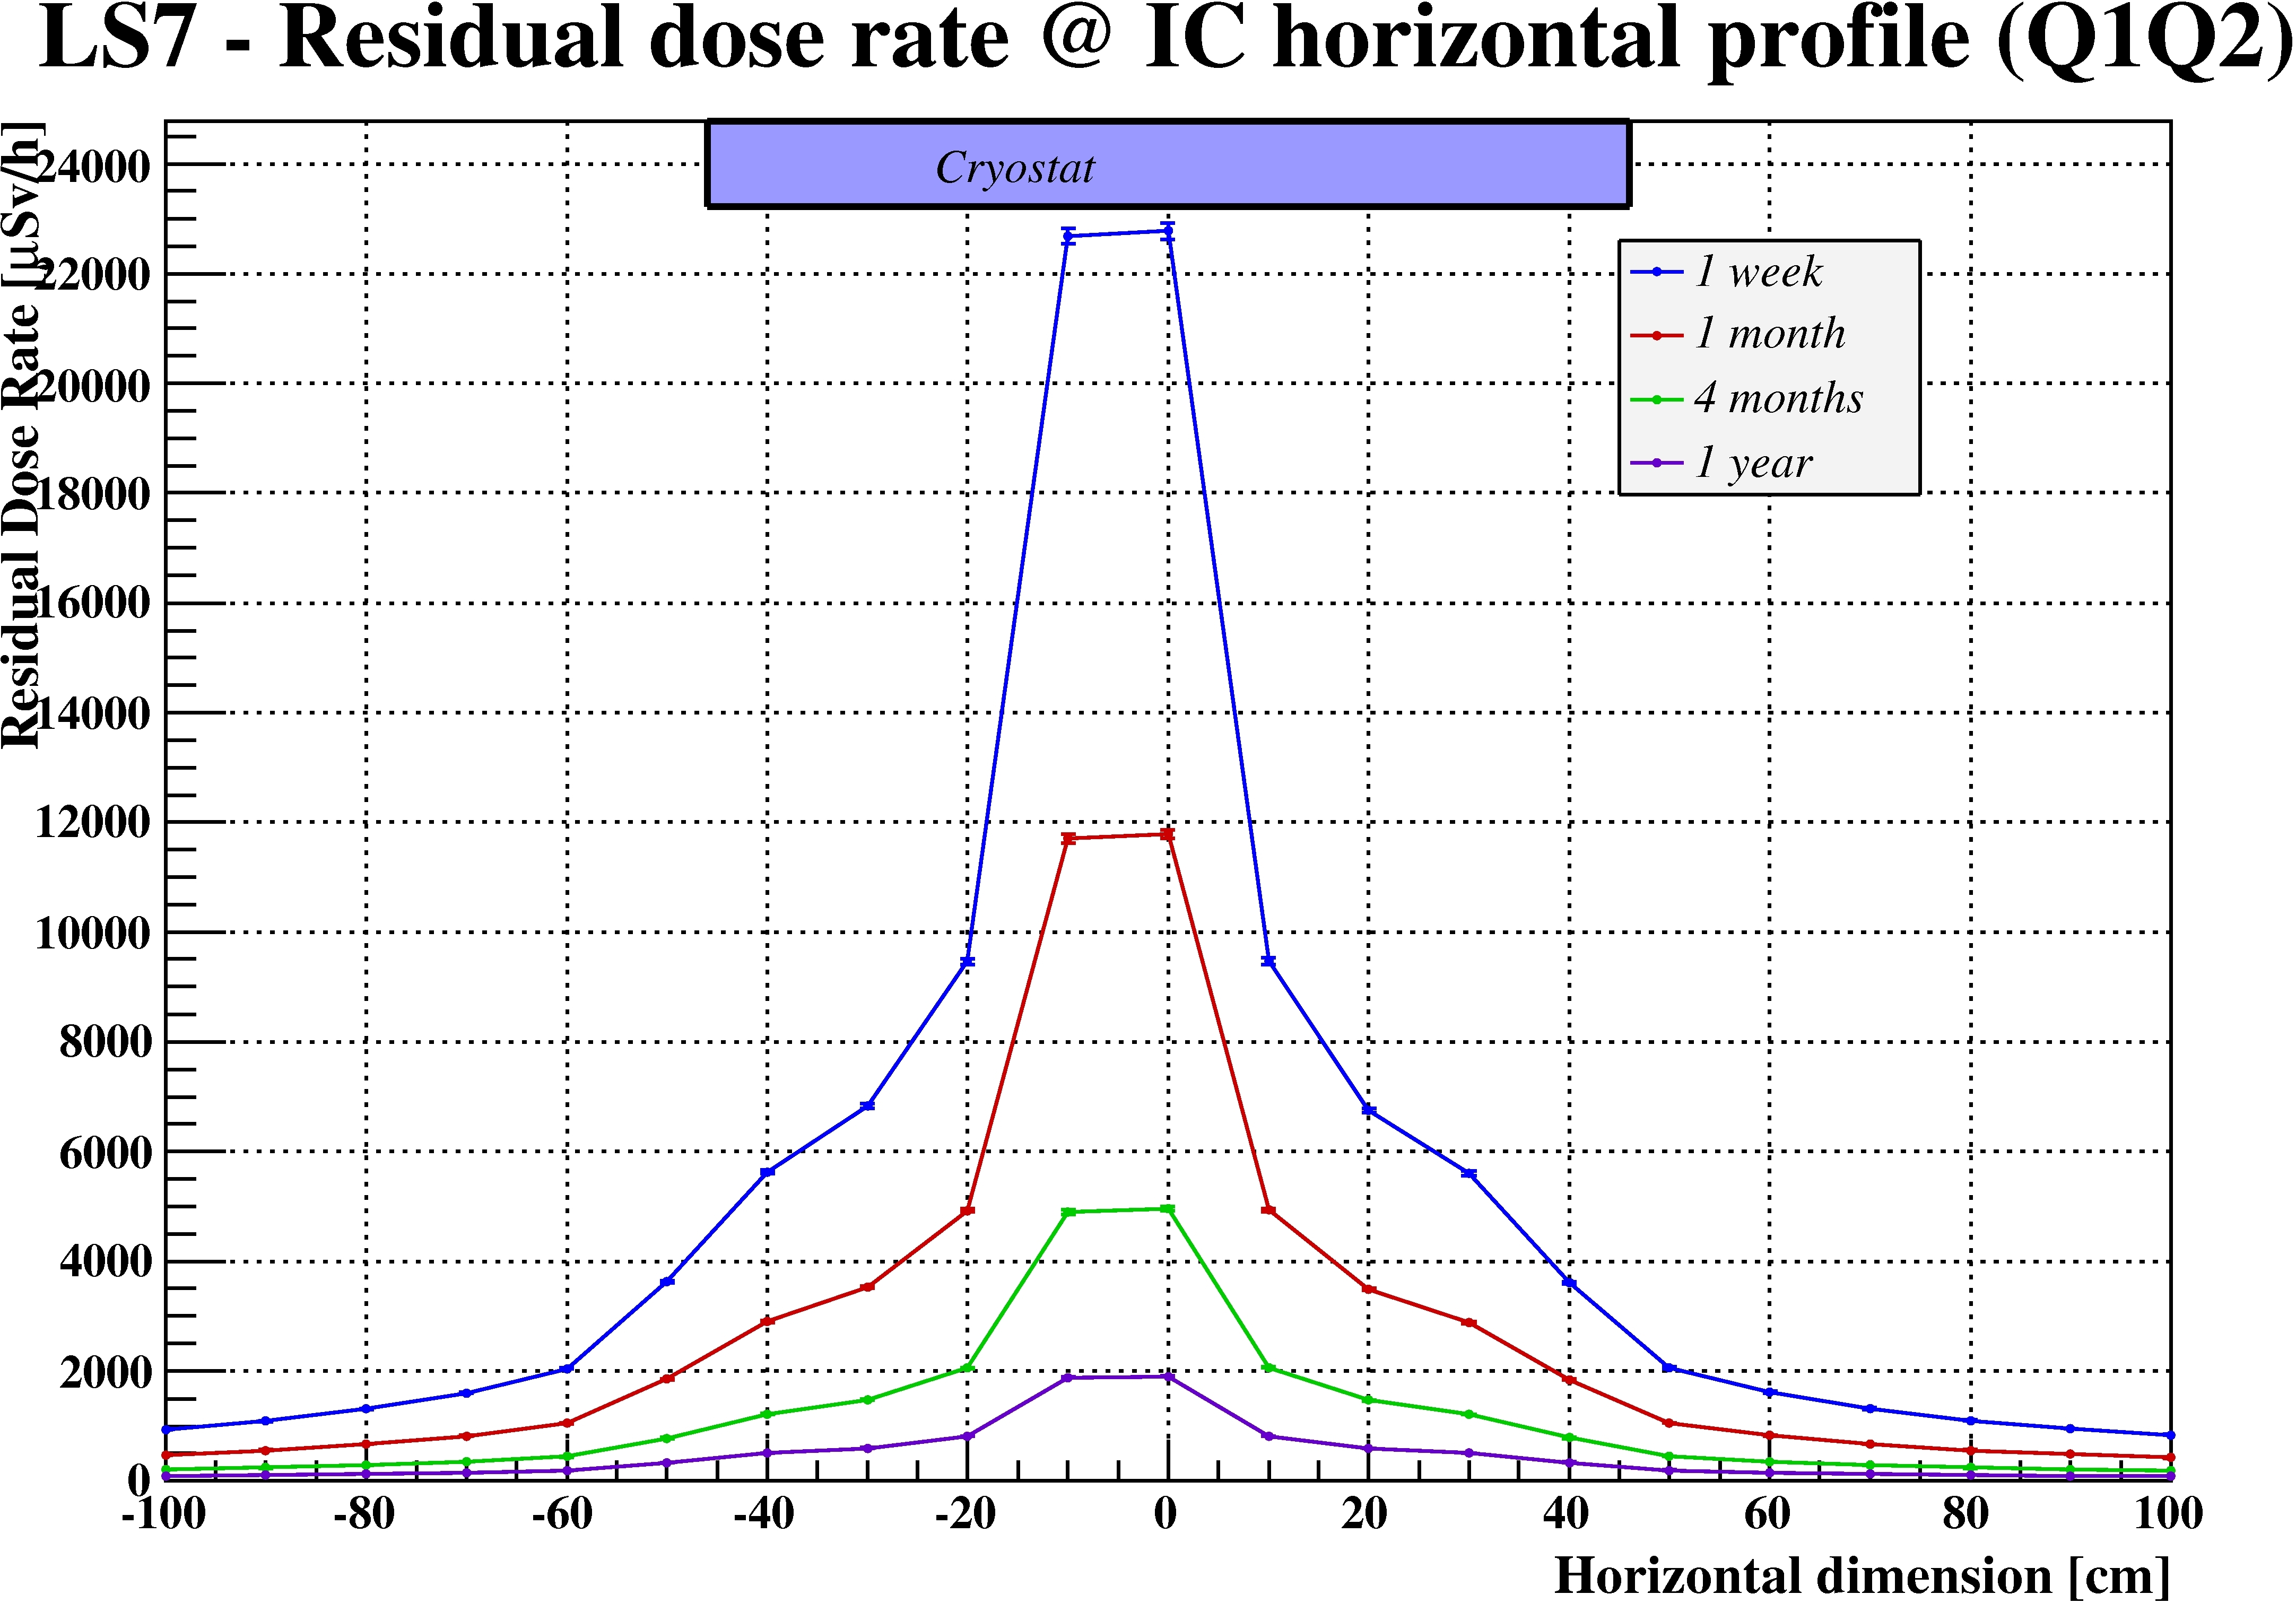 LS7 - Residual dose rate @ IC horizontal profile (Q1Q2)
Residual Dose Rate [μSv/h]
Cryostat
1 week
1 month
4 months
1 year
24000
22000
20000
18000
16000
14000
12000
10000
8000
6000
4000
2000
0
-100 -80 -60 -40 -20 0 20 40 60 80 100
Horizontal dimension [cm]